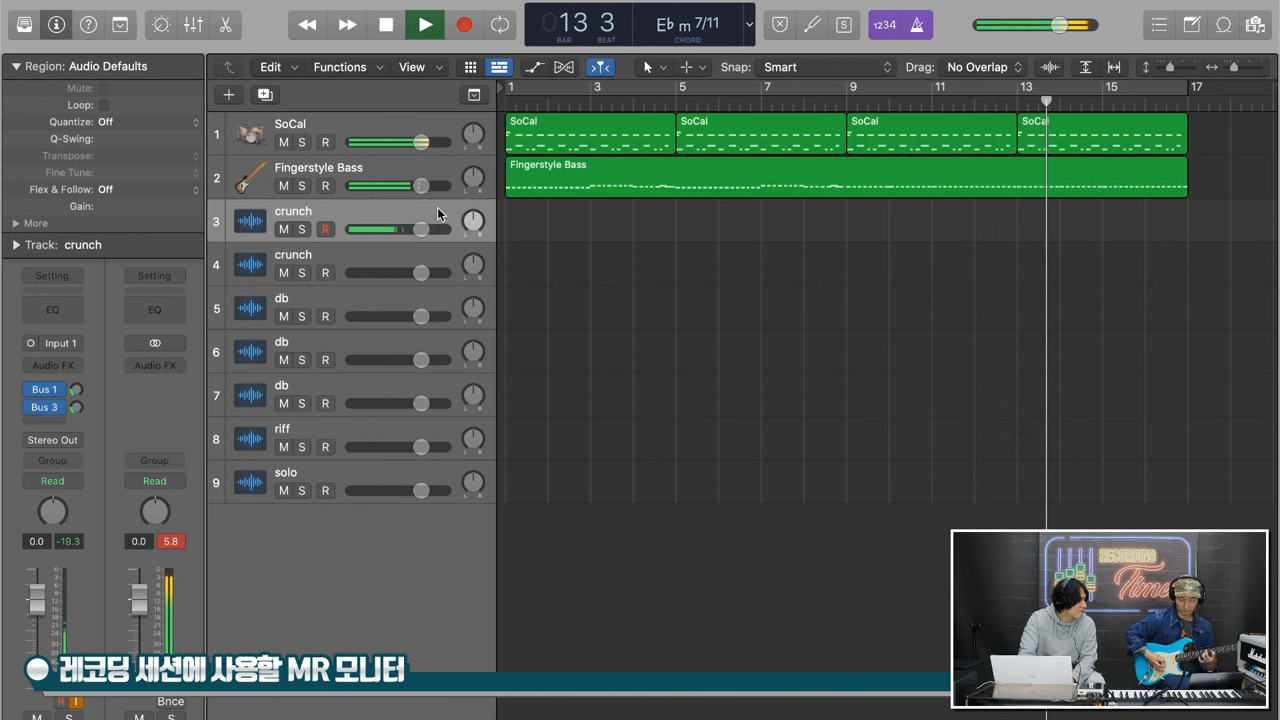 1234
13 3
BAR BEAT
E♭ m 7/11
CHORD
S
Region: Audio Defaults
Mute:
Loop:
Quantize: Off
Q-Swing:
Transpose:
Fine Tune:
Flex & Follow: Off
Gain:
More
Track: crunch
Edit Functions View
Snap: Smart
Drag: No Overlap
1 3 5 7 9 11 13 15 17
1 SoCal
M S R
2 Fingerstyle Bass
M S R
3 crunch
M S R
4 crunch
M S R
5 db
M S R
6 db
M S R
7 db
M S R
8 riff
M S R
9 solo
M S R
SoCal SoCal SoCal SoCal
Fingerstyle Bass
Setting Setting
EQ EQ
Input 1
Audio FX Audio FX
Bus 1
Bus 3
Stereo Out
Group Group
Read Read
0.0 -19.3 0.0 5.8
R I Bnce
M S M S
RECORDING
Time
레코딩 세션에 사용할 MR 모니터